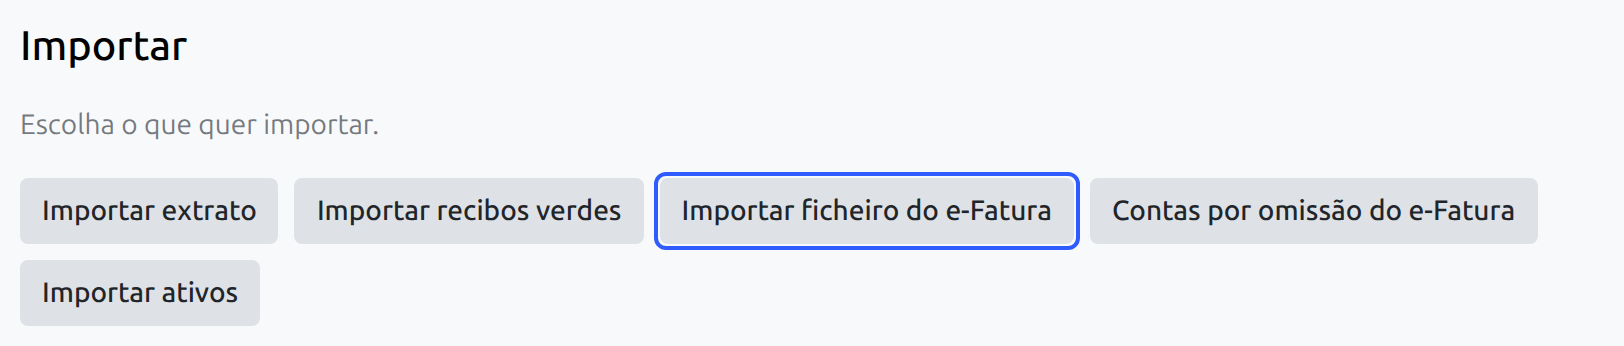 Importar
Escolha o que quer importar.
Importar extrato
Importar recibos verdes
Importar ficheiro do e-Fatura
Contas por omissão do e-Fatura
Importar ativos